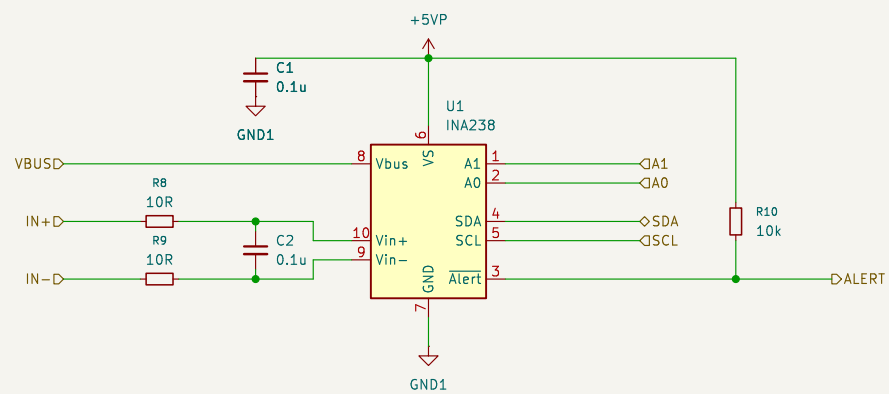 +5VP
C1
0.1u
GND1
U1
INA238
6
VS
VBUS
8
Vbus
A1
1
A1
A0
2
A0
R8
10R
IN+
10
Vin+
SDA
4
SDA
R10
10k
R9
10R
C2
0.1u
9
Vin-
SCL
5
SCL
IN-
GND
Alert
3
ALERT
7
GND1